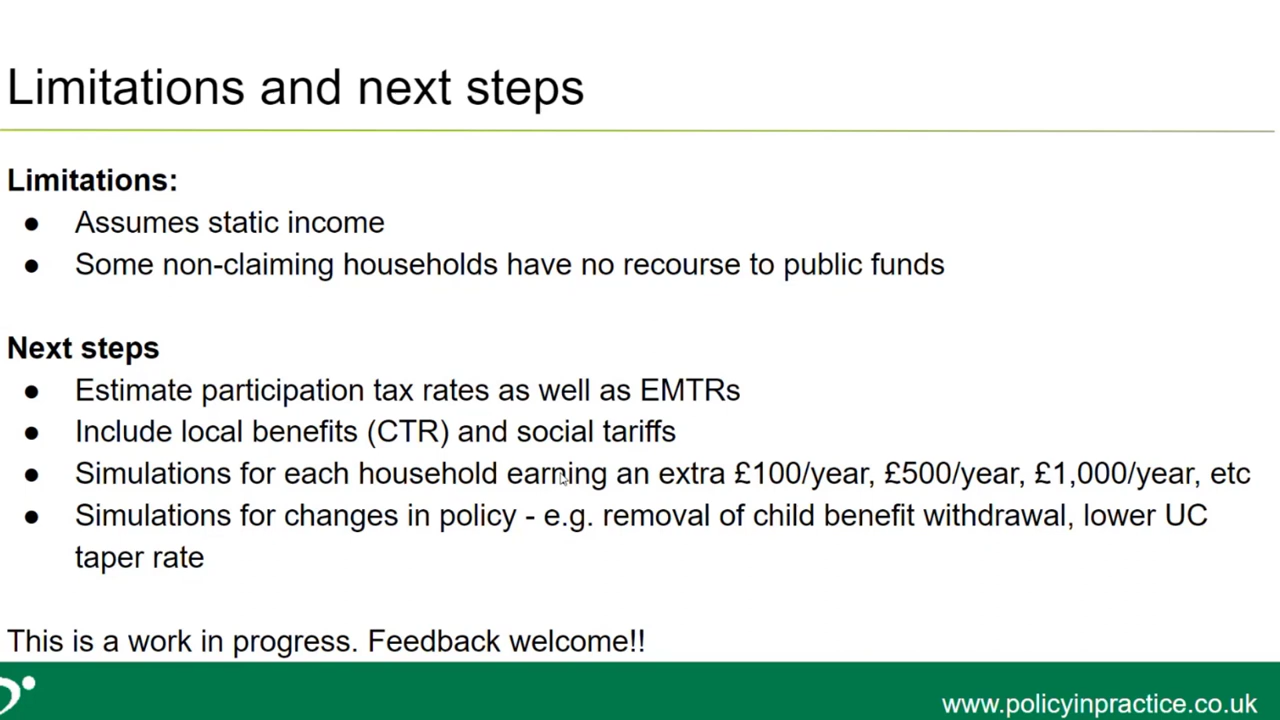 Limitations and next steps
Limitations:
● Assumes static income
● Some non-claiming households have no recourse to public funds
Next steps
● Estimate participation tax rates as well as EMTRs
● Include local benefits (CTR) and social tariffs
● Simulations for each household earning an extra £100/year, £500/year, £1,000/year, etc
● Simulations for changes in policy - e.g. removal of child benefit withdrawal, lower UC
taper rate
This is a work in progress. Feedback welcome!!
www.policyinpractice.co.uk